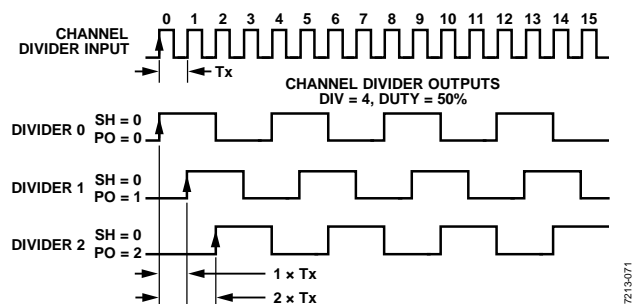 0 1 2 3 4 5 6 7 8 9 10 11 12 13 14 15
CHANNEL
DIVIDER INPUT
Tx
CHANNEL DIVIDER OUTPUTS
DIV = 4, DUTY = 50%
DIVIDER 0 SH = 0
PO = 0
DIVIDER 1 SH = 0
PO = 1
DIVIDER 2 SH = 0
PO = 2
1 × Tx
2 × Tx
7213-071